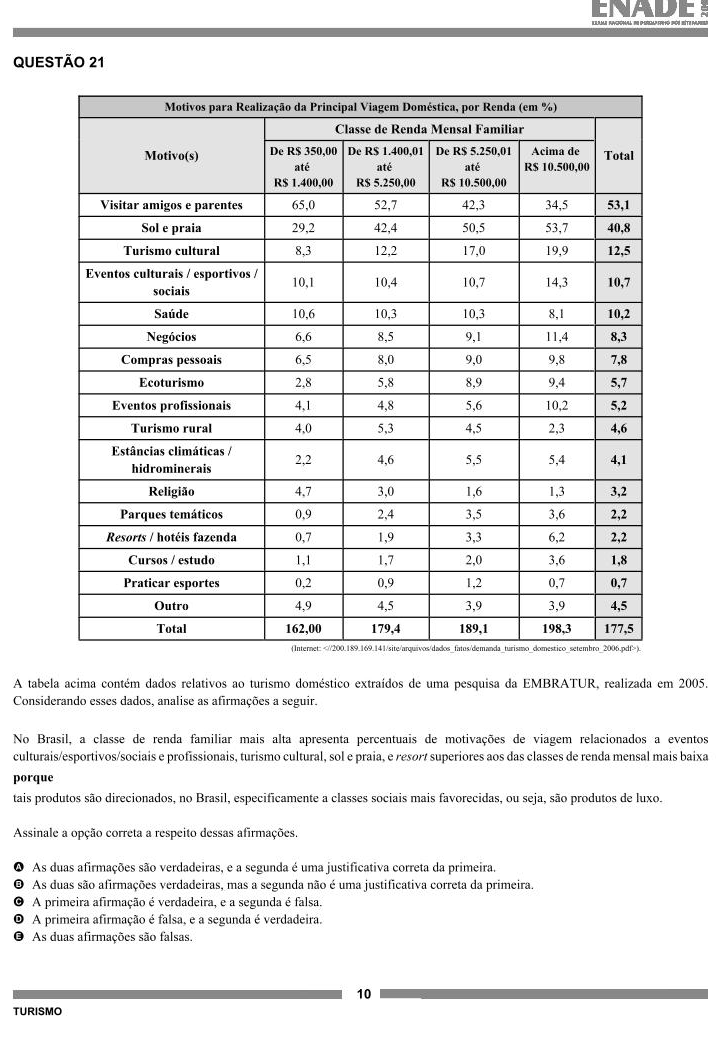 ENADE
EXAME NACIONAL DE DESEMPENHO DOS ESTUDANTES
QUESTÃO 21
Motivos para Realização da Principal Viagem Doméstica, por Renda (em %)
Motivo(s)
Classe de Renda Mensal Familiar
Total
De R$ 350,00 até R$ 1.400,00
De R$ 1.400,01 até R$ 5.250,00
De R$ 5.250,01 até R$ 10.500,00
Acima de R$ 10.500,00
Visitar amigos e parentes 65,0 52,7 42,3 34,5 53,1
Sol e praia 29,2 42,4 50,5 53,7 40,8
Turismo cultural 8,3 12,2 17,0 19,9 12,5
Eventos culturais / esportivos /
sociais 10,1 10,4 10,7 14,3 10,7
Saúde 10,6 10,3 10,3 8,1 10,2
Negócios 6,6 8,5 9,1 11,4 8,3
Compras pessoais 6,5 8,0 9,0 9,8 7,8
Ecoturismo 2,8 5,8 8,9 9,4 5,7
Eventos profissionais 4,1 4,8 5,6 10,2 5,2
Turismo rural 4,0 5,3 4,5 2,3 4,6
Estâncias climáticas /
hidrominerais 2,2 4,6 5,5 5,4 4,1
Religião 4,7 3,0 1,6 1,3 3,2
Parques temáticos 0,9 2,4 3,5 3,6 2,2
Resorts / hotéis fazenda 0,7 1,9 3,3 6,2 2,2
Cursos / estudo 1,1 1,7 2,0 3,6 1,8
Praticar esportes 0,2 0,9 1,2 0,7 0,7
Outro 4,9 4,5 3,9 3,9 4,5
Total 162,00 179,4 189,1 198,3 177,5
(Internet: <//200.189.169.141/site/arquivos/dados_fatos/demanda_turismo_domestico_setembro_2006.pdf>).
A tabela acima contém dados relativos ao turismo doméstico extraídos de uma pesquisa da EMBRATUR, realizada em 2005.
Considerando esses dados, analise as afirmações a seguir.
No Brasil, a classe de renda familiar mais alta apresenta percentuais de motivações de viagem relacionados a eventos
culturais/esportivos/sociais e profissionais, turismo cultural, sol e praia, e resort superiores aos das classes de renda mensal mais baixa
porque
tais produtos são direcionados, no Brasil, especificamente a classes sociais mais favorecidas, ou seja, são produtos de luxo.
Assinale a opção correta a respeito dessas afirmações.
A As duas afirmações são verdadeiras, e a segunda é uma justificativa correta da primeira.
B As duas são afirmações verdadeiras, mas a segunda não é uma justificativa correta da primeira.
C A primeira afirmação é verdadeira, e a segunda é falsa.
D A primeira afirmação é falsa, e a segunda é verdadeira.
E As duas afirmações são falsas.
10
TURISMO